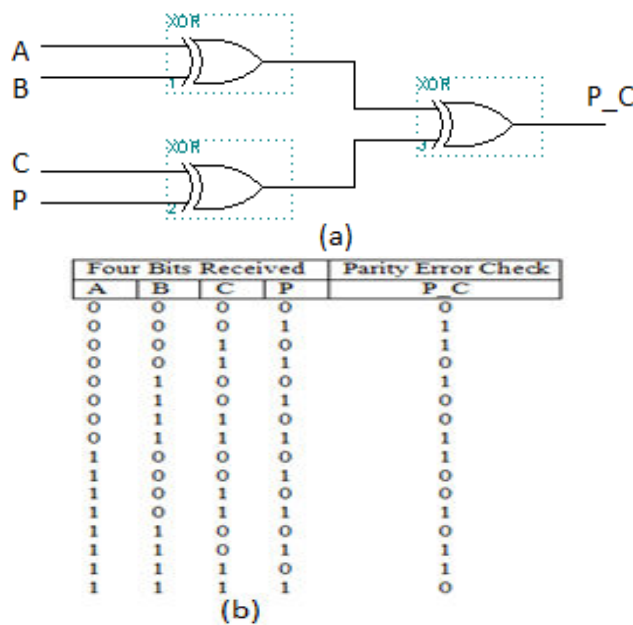 XOR
A
B
1
XOR
P_C
3
XOR
C
P
2
(a)
Four Bits Received Parity Error Check
A B C P P_C
0 0 0 0 0
0 0 0 1 1
0 0 1 0 1
0 0 1 1 0
0 1 0 0 1
0 1 0 1 0
0 1 1 0 0
0 1 1 1 1
1 0 0 0 1
1 0 0 1 0
1 0 1 0 0
1 0 1 1 1
1 1 0 0 0
1 1 0 1 1
1 1 1 0 1
1 1 1 1 0
(b)